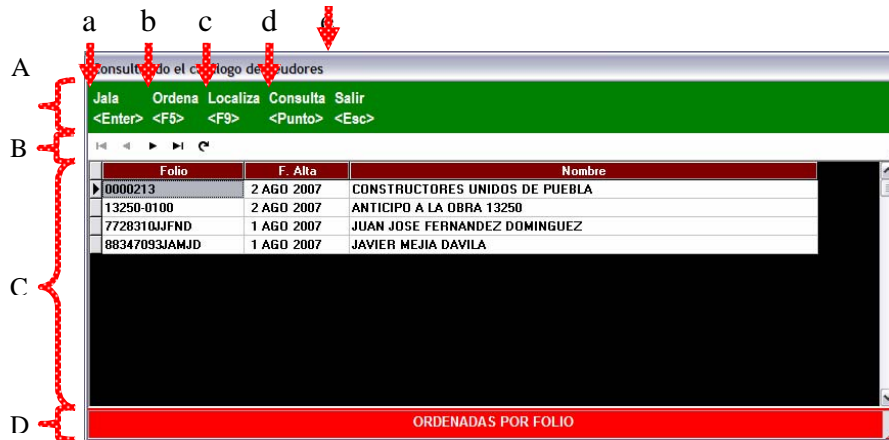 a b c d e
Consultando el catálogo de deudores
A
Jala Ordena Localiza Consulta Salir
<Enter> <F5> <F9> <Punto> <Esc>
B
Folio F. Alta Nombre
0000213 2 AGO 2007 CONSTRUCTORES UNIDOS DE PUEBLA
13250-0100 2 AGO 2007 ANTICIPO A LA OBRA 13250
7728310JJFND 1 AGO 2007 JUAN JOSE FERNANDEZ DOMINGUEZ
88347093JAMJD 1 AGO 2007 JAVIER MEJIA DAVILA
C
D ORDENADAS POR FOLIO